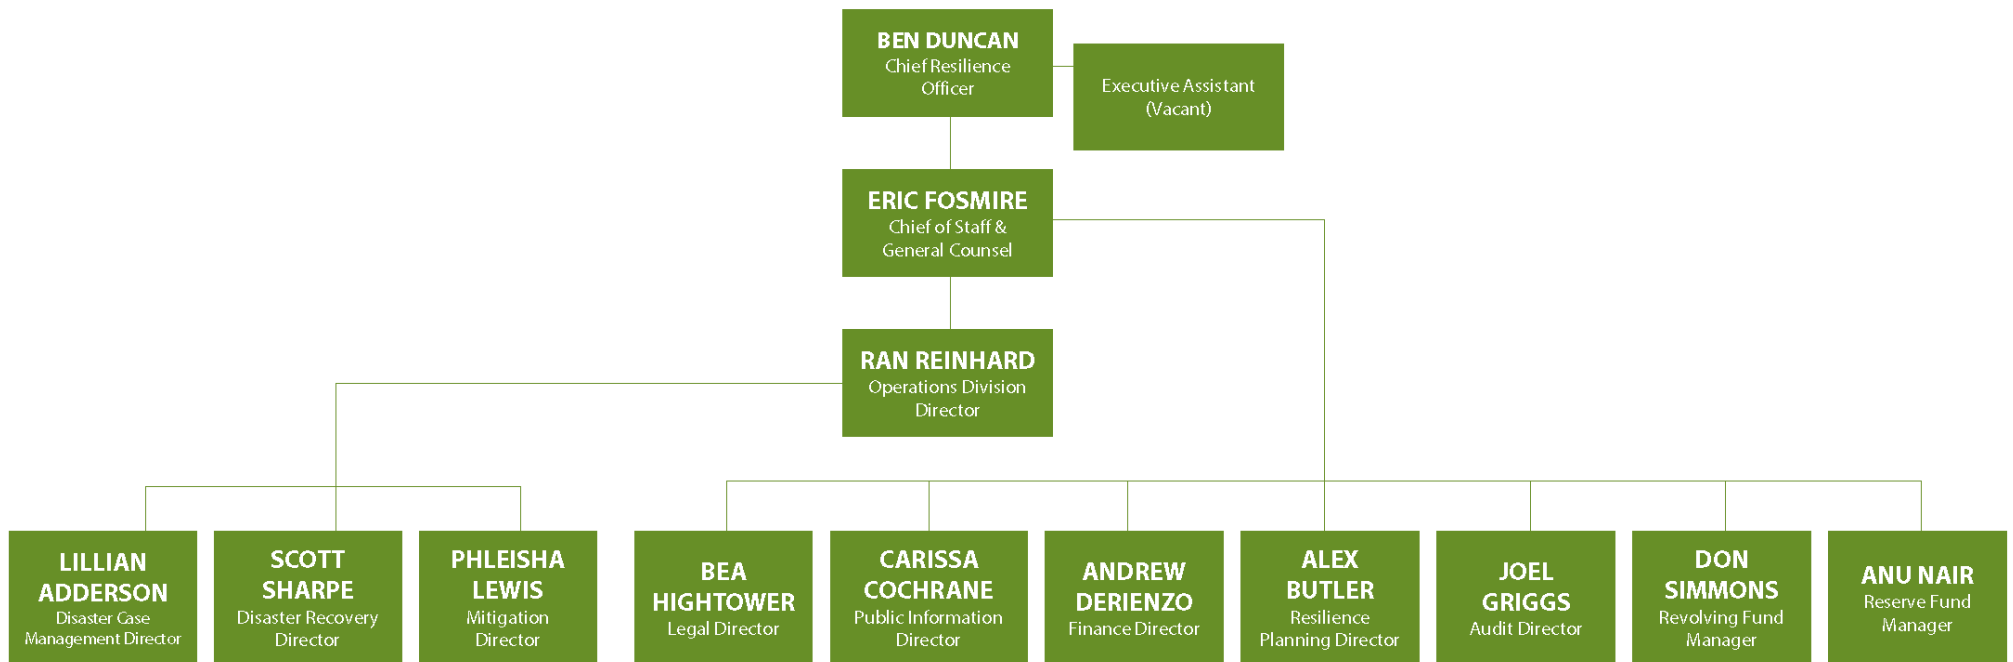 BEN DUNCAN
Chief Resilience
Officer
Executive Assistant
(Vacant)
ERIC FOSMIRE
Chief of Staff &
General Counsel
RAN REINHARD
Operations Division
Director
LILLIAN
ADDERSON
Disaster Case
Management Director
SCOTT
SHARPE
Disaster Recovery
Director
PHLEISHA
LEWIS
Mitigation
Director
BEA
HIGHTOWER
Legal Director
CARISSA
COCHRANE
Public Information
Director
ANDREW
DERIENZO
Finance Director
ALEX
BUTLER
Resilience
Planning Director
JOEL
GRIGGS
Audit Director
DON
SIMMONS
Revolving Fund
Manager
ANU NAIR
Reserve Fund
Manager